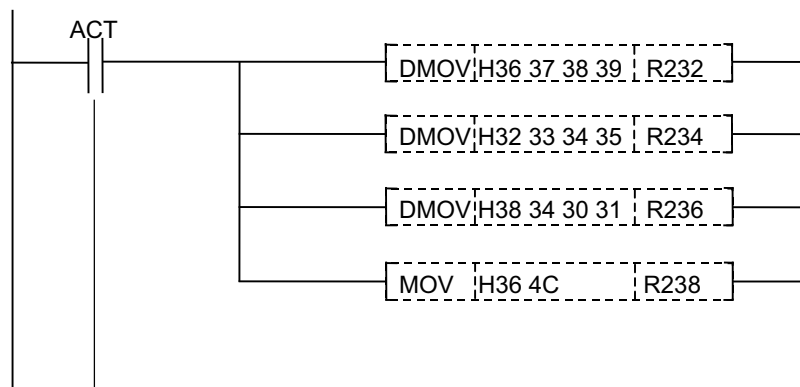 ACT
DMOV H36 37 38 39 R232
DMOV H32 33 34 35 R234
DMOV H38 34 30 31 R236
MOV H36 4C R238